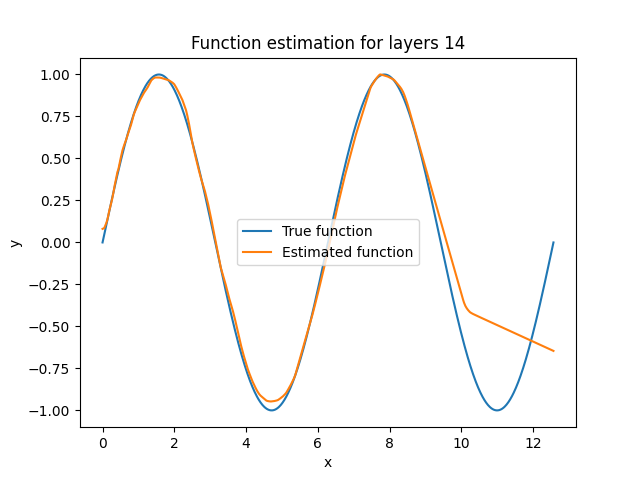 Function estimation for layers 14
1.00
0.75
0.50
0.25
0.00
−0.25
−0.50
−0.75
−1.00
y
True function
Estimated function
0 2 4 6 8 10 12
x